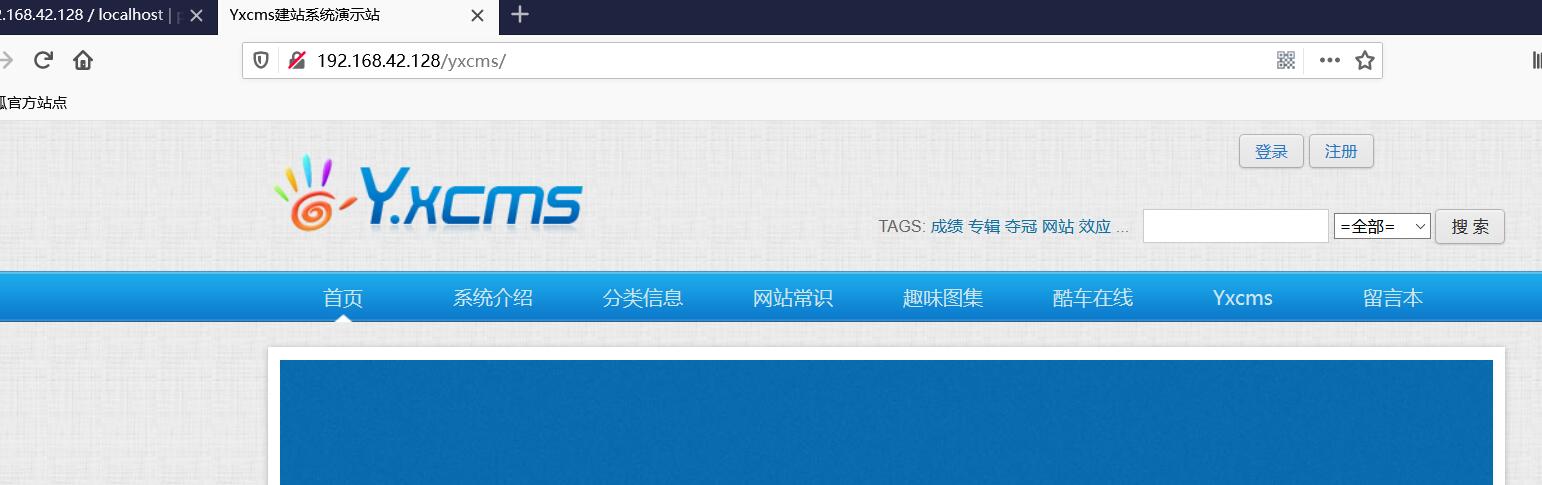 .168.42.128 / localhost |
Yxcms建站系统演示站
192.168.42.128/yxcms/
官方站点
登录 注册
Y.xcms
TAGS: 成绩 专辑 夺冠 网站 效应 ... =全部= 搜 索
首页 系统介绍 分类信息 网站常识 趣味图集 酷车在线 Yxcms 留言本